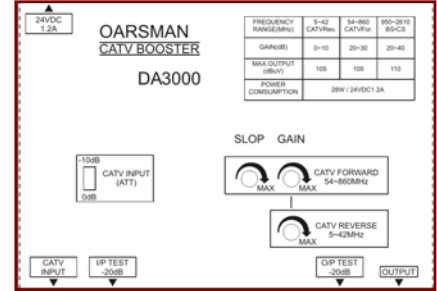 24VDC
1.2A
OARSMAN
CATV BOOSTER
DA3000
FREQUENCY RANGE(MHz) 5~42 CATVRev. 54~860 CATVFor. 950~2610 BS•CS
GAIN(dB) 0~10 20~30 20~40
MAX.OUTPUT (dBuV) 105 105 110
POWER COMSUMPTION 28W / 24VDC1.2A
SLOP GAIN
-10dB
CATV INPUT
(ATT)
0dB
MAX MAX CATV FORWARD
54~860MHz
MAX CATV REVERSE
5~42MHz
CATV
INPUT
I/P TEST
-20dB
O/P TEST
-20dB
OUTPUT